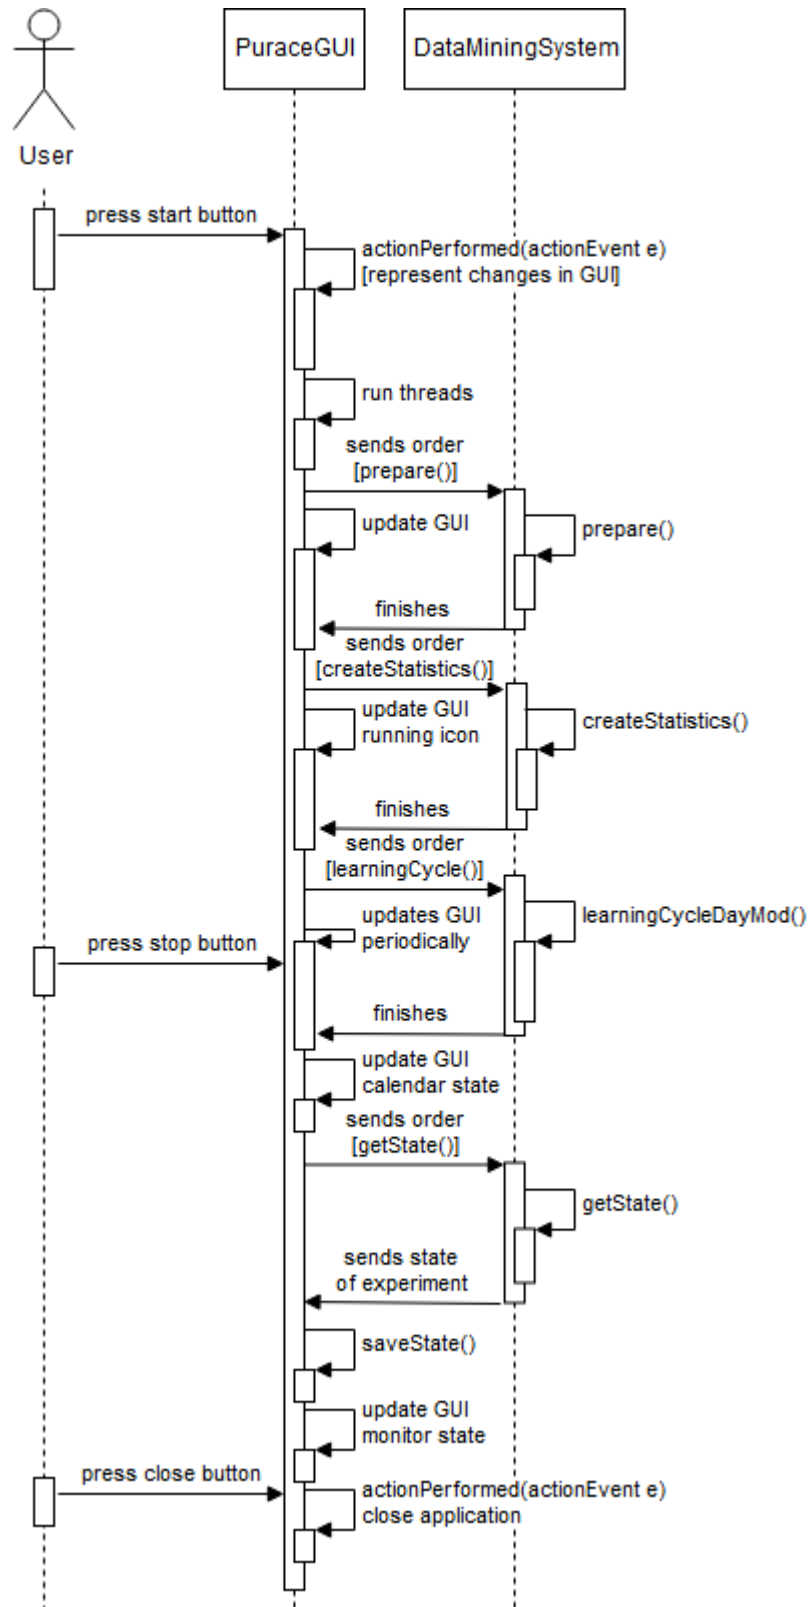 PuraceGUI
DataMiningSystem
User
press start button
actionPerformed(actionEvent e)
[represent changes in GUI]
run threads
sends order
[prepare()]
update GUI
prepare()
finishes
sends order
[createStatistics()]
update GUI
running icon
createStatistics()
finishes
sends order
[learningCycle()]
updates GUI
periodically
learningCycleDayMod()
press stop button
finishes
update GUI
calendar state
sends order
[getState()]
getState()
sends state
of experiment
saveState()
update GUI
monitor state
press close button
actionPerformed(actionEvent e)
close application